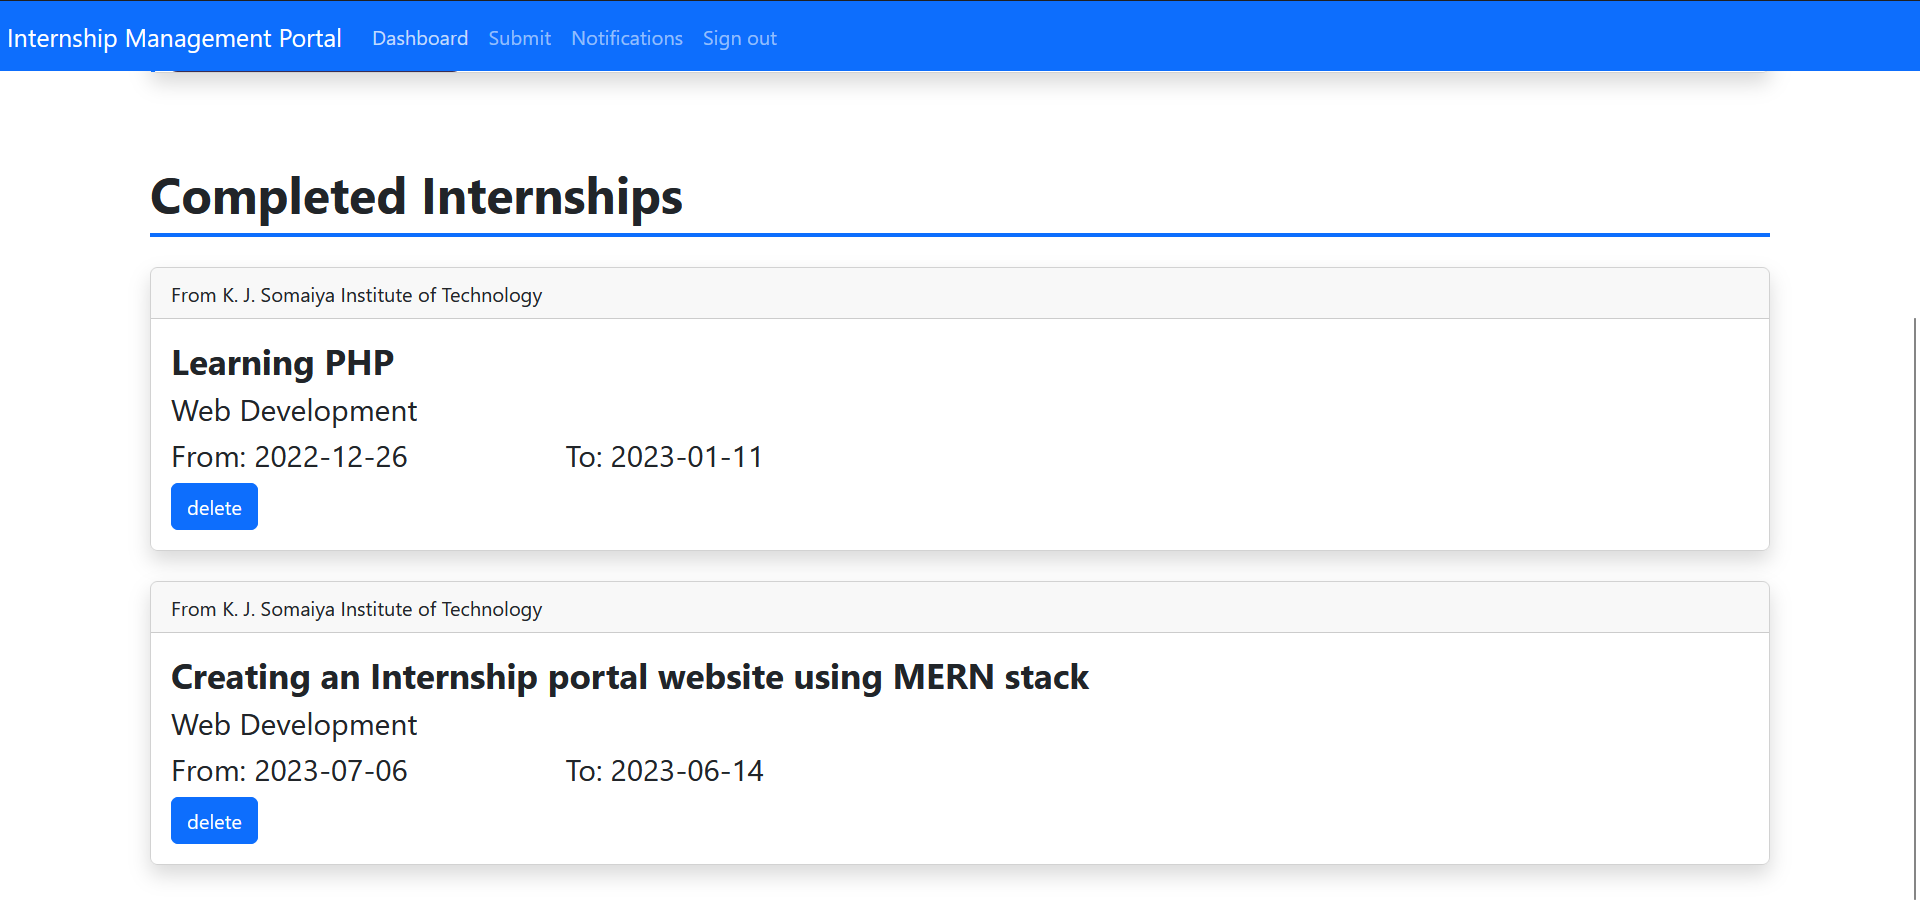 Internship Management Portal Dashboard Submit Notifications Sign out
Completed Internships
From K. J. Somaiya Institute of Technology
Learning PHP
Web Development
From: 2022-12-26 To: 2023-01-11
delete
From K. J. Somaiya Institute of Technology
Creating an Internship portal website using MERN stack
Web Development
From: 2023-07-06 To: 2023-06-14
delete